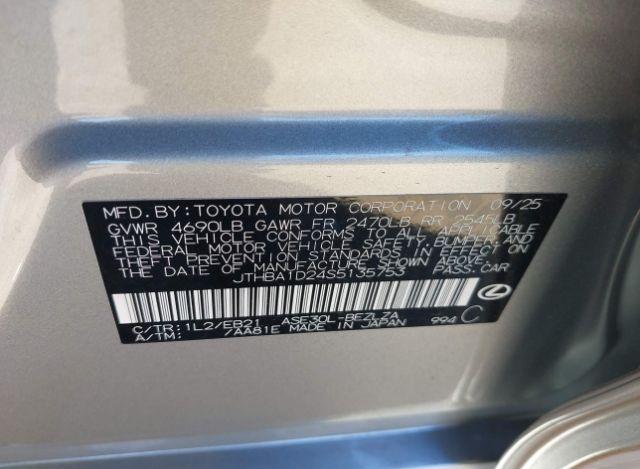 MFD. BY: TOYOTA MOTOR CORPORATION 09/25
GVWR 4690LB GAWR FR 2470LB RR 2545LB
THIS VEHICLE CONFORMS TO ALL APPLICABLE
FEDERAL MOTOR VEHICLE SAFETY, BUMPER, AND
THEFT PREVENTION STANDARDS IN EFFECT ON
THE DATE OF MANUFACTURE SHOWN ABOVE.
JTHBA1D24S5135753 PASS. CAR
C/TR: 1L2/EB21 ASE30L-BEZLZA
A/TM: 7AA81E MADE IN JAPAN 994 C